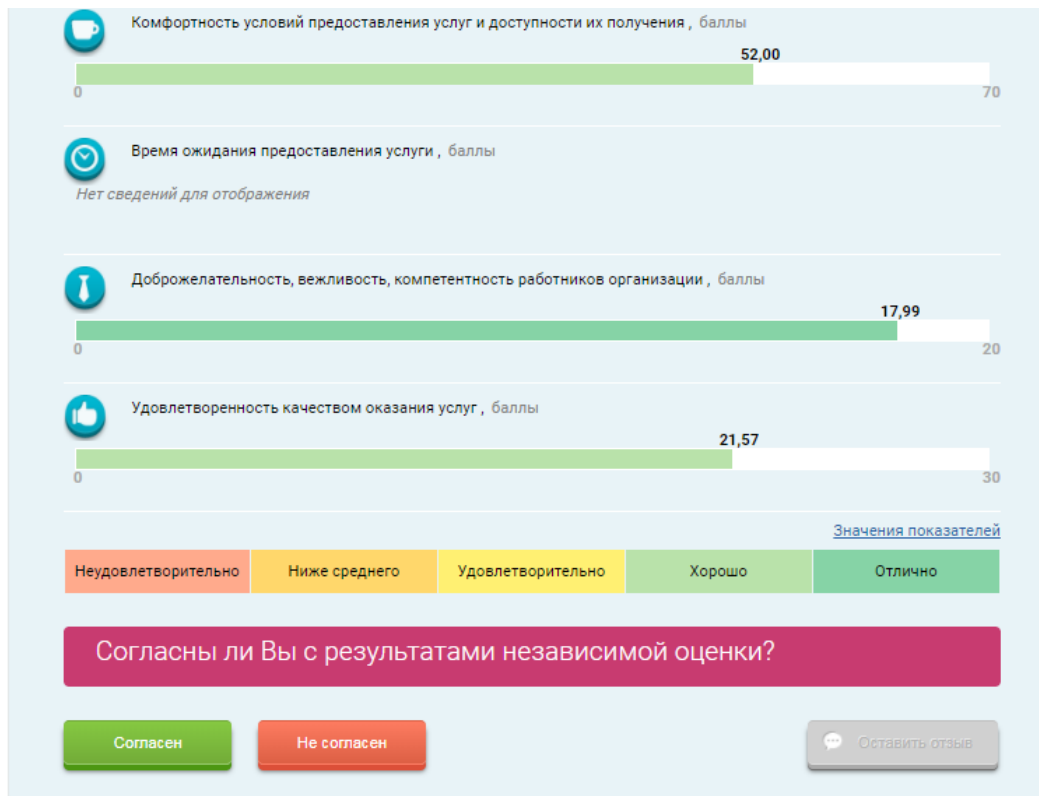 Комфортность условий предоставления услуг и доступности их получения , баллы
52,00
0 70
Время ожидания предоставления услуги , баллы
Нет сведений для отображения
Доброжелательность, вежливость, компетентность работников организации , баллы
17,99
0 20
Удовлетворенность качеством оказания услуг , баллы
21,57
0 30
Значения показателей
Неудовлетворительно Ниже среднего Удовлетворительно Хорошо Отлично
Согласны ли Вы с результатами независимой оценки?
Согласен Не согласен Оставить отзыв